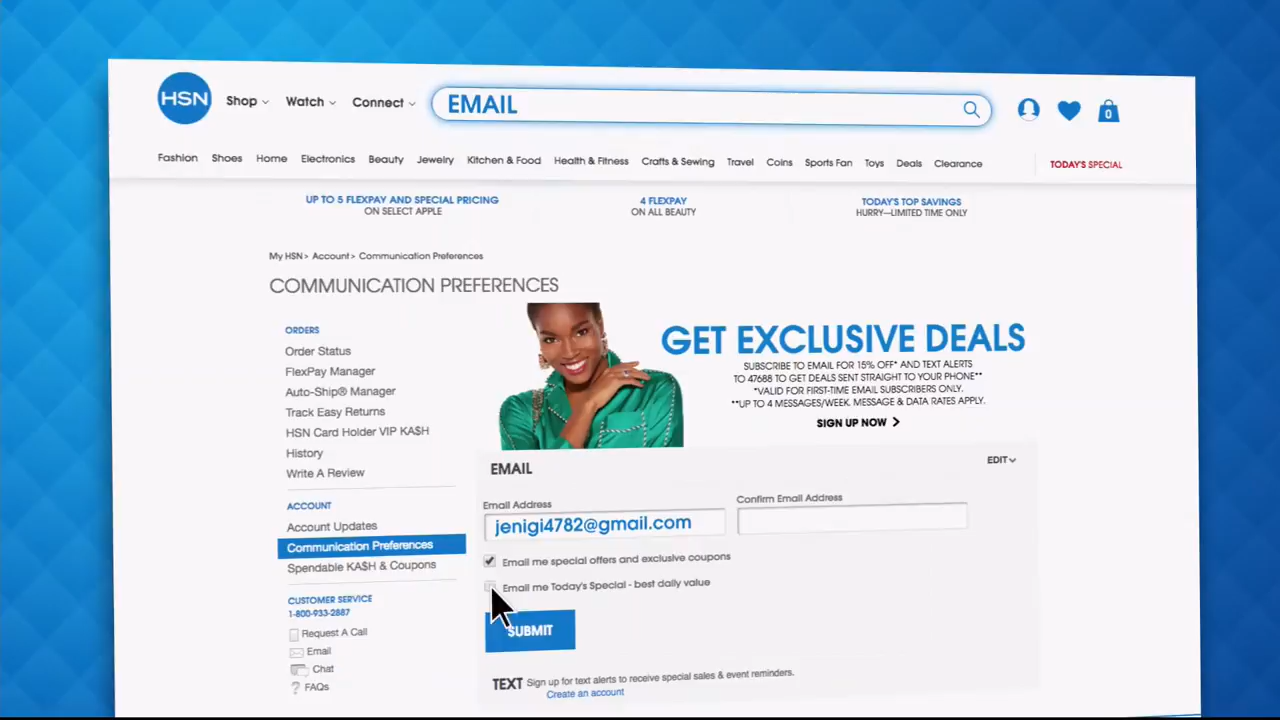 HSN
Shop
Watch
Connect
EMAIL
0
Fashion
Shoes
Home
Electronics
Beauty
Jewelry
Kitchen & Food
Health & Fitness
Crafts & Sewing
Travel
Coins
Sports Fan
Toys
Deals
Clearance
TODAY'S SPECIAL
UP TO 5 FLEXPAY AND SPECIAL PRICING
ON SELECT APPLE
4 FLEXPAY
ON ALL BEAUTY
TODAY'S TOP SAVINGS
HURRY—LIMITED TIME ONLY
My HSN> Account> Communication Preferences
COMMUNICATION PREFERENCES
ORDERS
Order Status
FlexPay Manager
Auto-Ship® Manager
Track Easy Returns
HSN Card Holder VIP KA$H
History
Write A Review
ACCOUNT
Account Updates
Communication Preferences
Spendable KA$H & Coupons
CUSTOMER SERVICE
1-800-933-2887
Request A Call
Email
Chat
? FAQs
GET EXCLUSIVE DEALS
SUBSCRIBE TO EMAIL FOR 15% OFF* AND TEXT ALERTS
TO 47688 TO GET DEALS SENT STRAIGHT TO YOUR PHONE**
*VALID FOR FIRST-TIME EMAIL SUBSCRIBERS ONLY.
**UP TO 4 MESSAGES/WEEK. MESSAGE & DATA RATES APPLY.
SIGN UP NOW >
EMAIL
EDIT
Email Address
Confirm Email Address
jenigi4782@gmail.com
Email me special offers and exclusive coupons
Email me Today's Special - best daily value
SUBMIT
TEXT Sign up for text alerts to receive special sales & event reminders.
Create an account